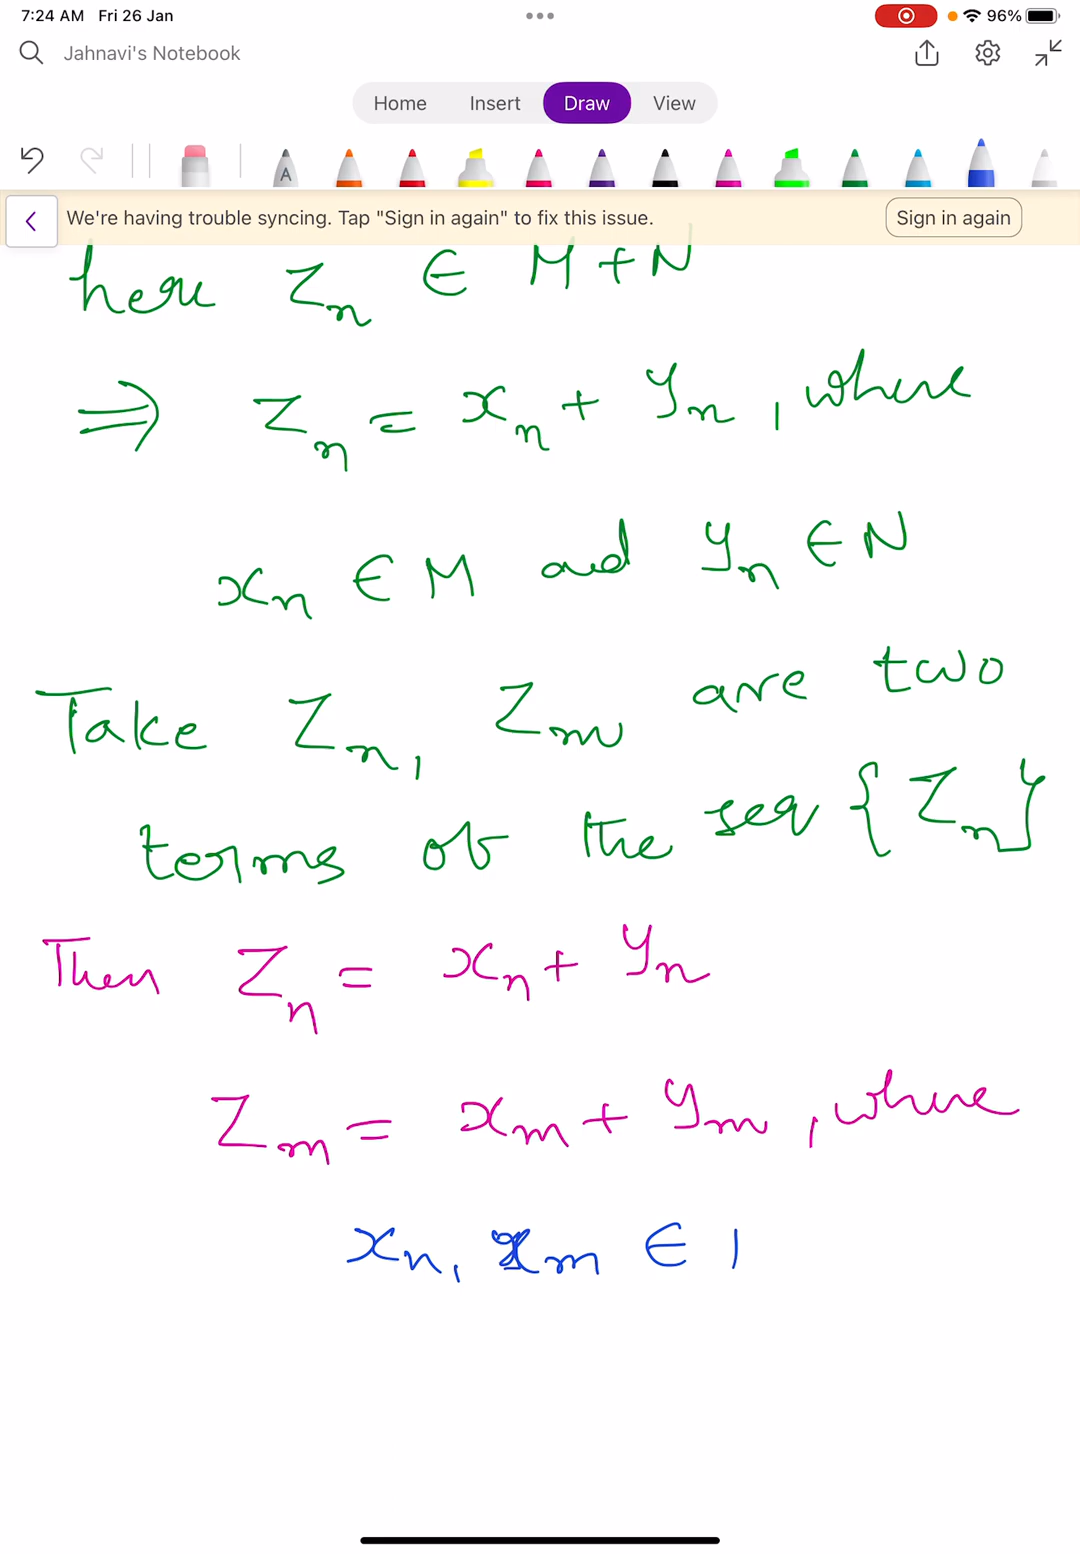 7:24 AM Fri 26 Jan
96%
Jahnavi's Notebook
Home Insert Draw View
A
We're having trouble syncing. Tap "Sign in again" to fix this issue. Sign in again
here Zn ∈ M + N
⇒ Zn = xn + yn , where
xn ∈ M and yn ∈ N
Take Zn, Zm are two
terms of the seq {Zn}
Then Zn = xn + yn
Zm = xm + ym , where
xn, xm ∈